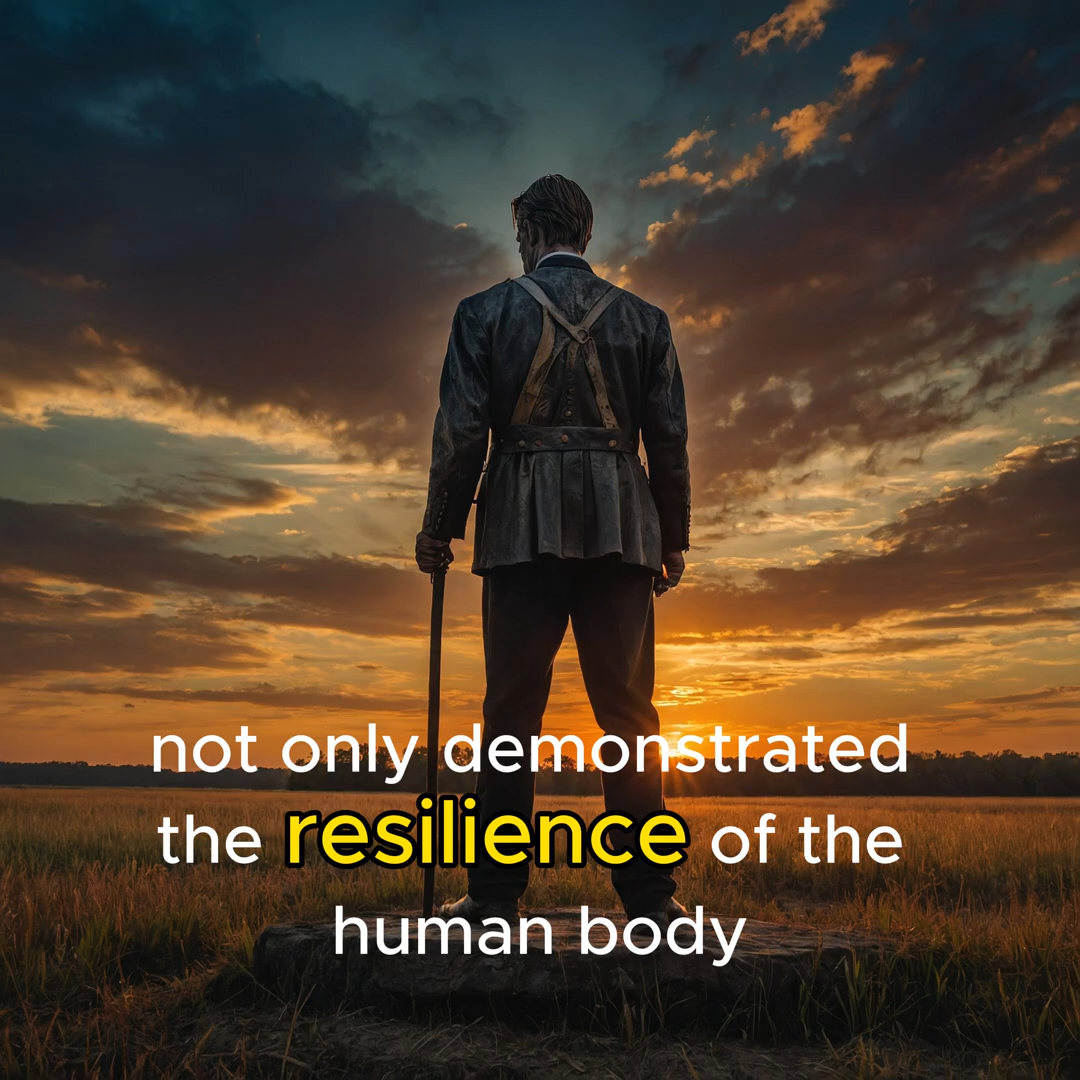 not only demonstrated
the resilience of the
human body